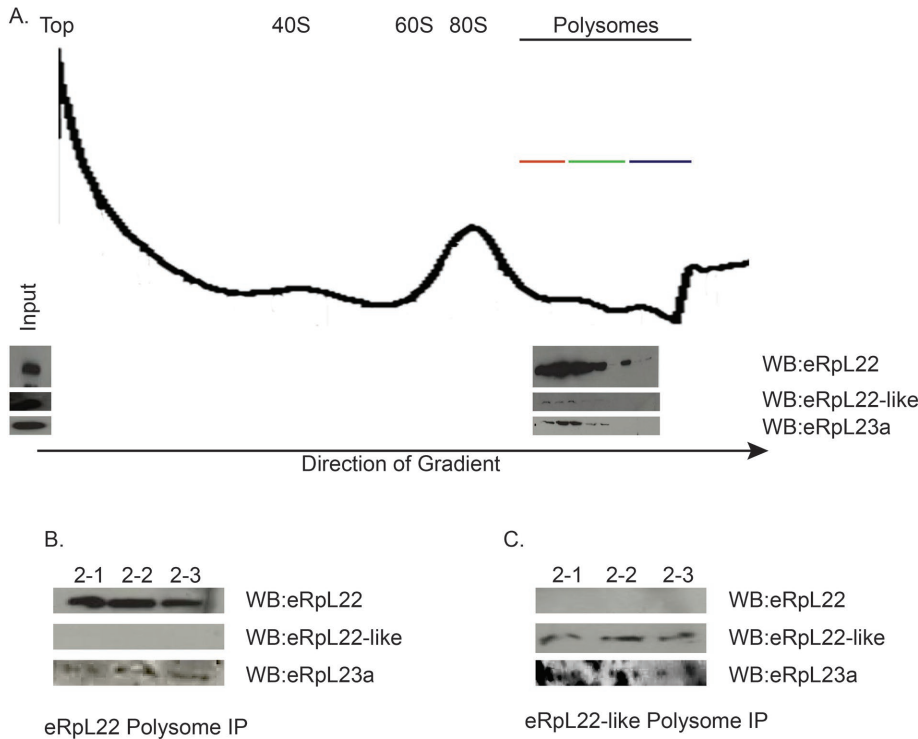 A.
Top 40S 60S 80S Polysomes
Input
WB:eRpL22
WB:eRpL22-like
WB:eRpL23a
Direction of Gradient
B.
2-1 2-2 2-3
WB:eRpL22
WB:eRpL22-like
WB:eRpL23a
eRpL22 Polysome IP
C.
2-1 2-2 2-3
WB:eRpL22
WB:eRpL22-like
WB:eRpL23a
eRpL22-like Polysome IP